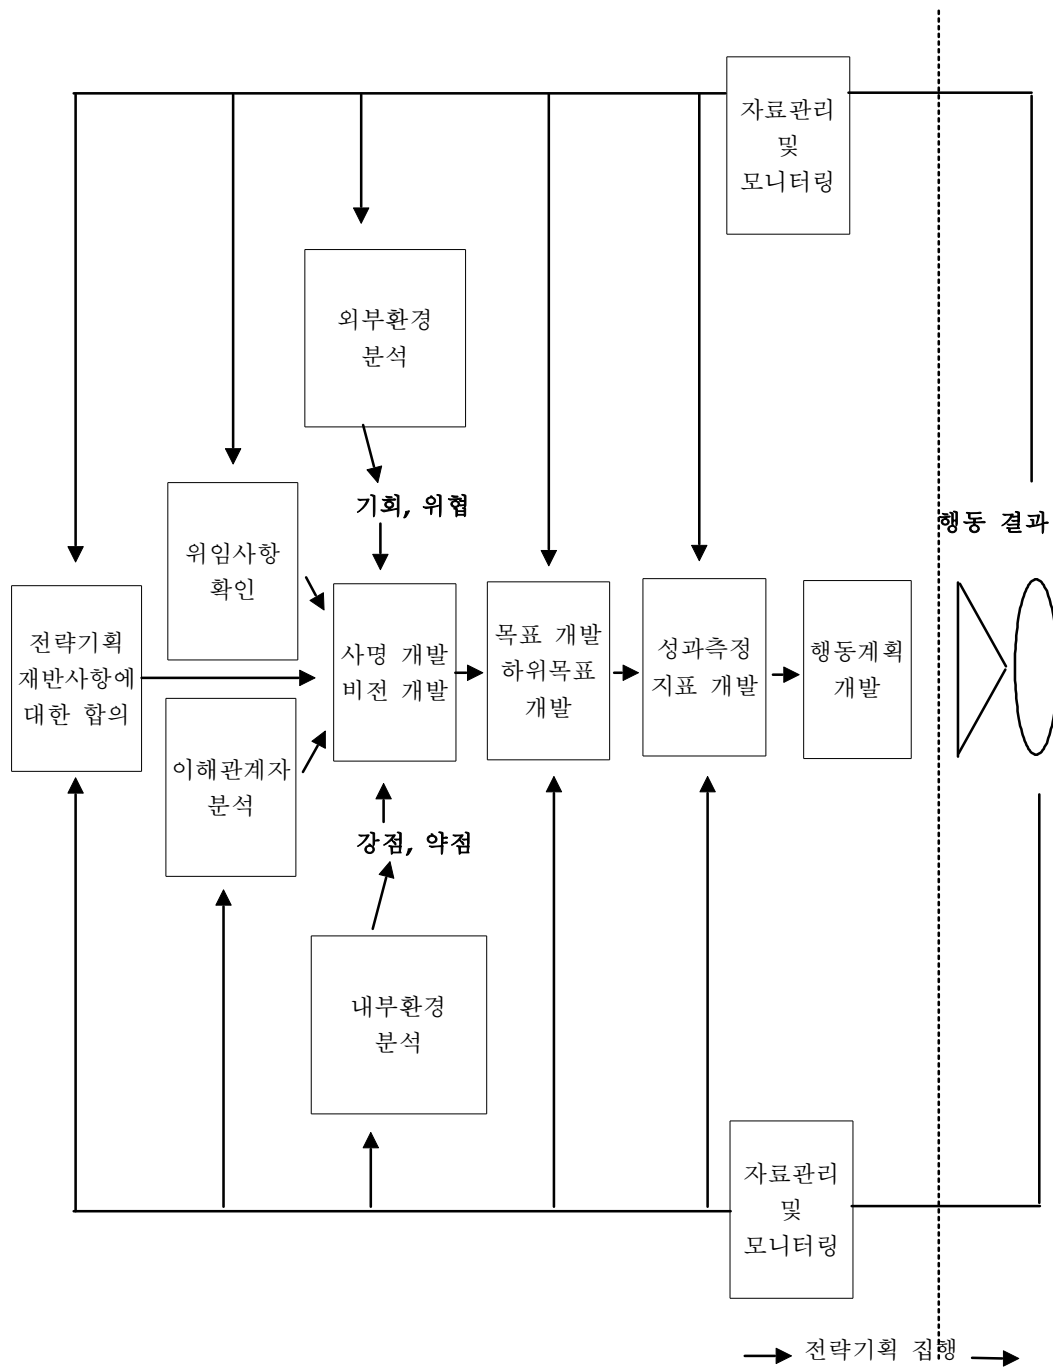 자료관리
및
모니터링
외부환경
분석
기회, 위협
행동 결과
위임사항
확인
전략기획
재반사항에
대한 합의
사명 개발
비전 개발
목표 개발
하위목표
개발
성과측정
지표 개발
행동계획
개발
이해관계자
분석
강점, 약점
내부환경
분석
자료관리
및
모니터링
전략기획 집행